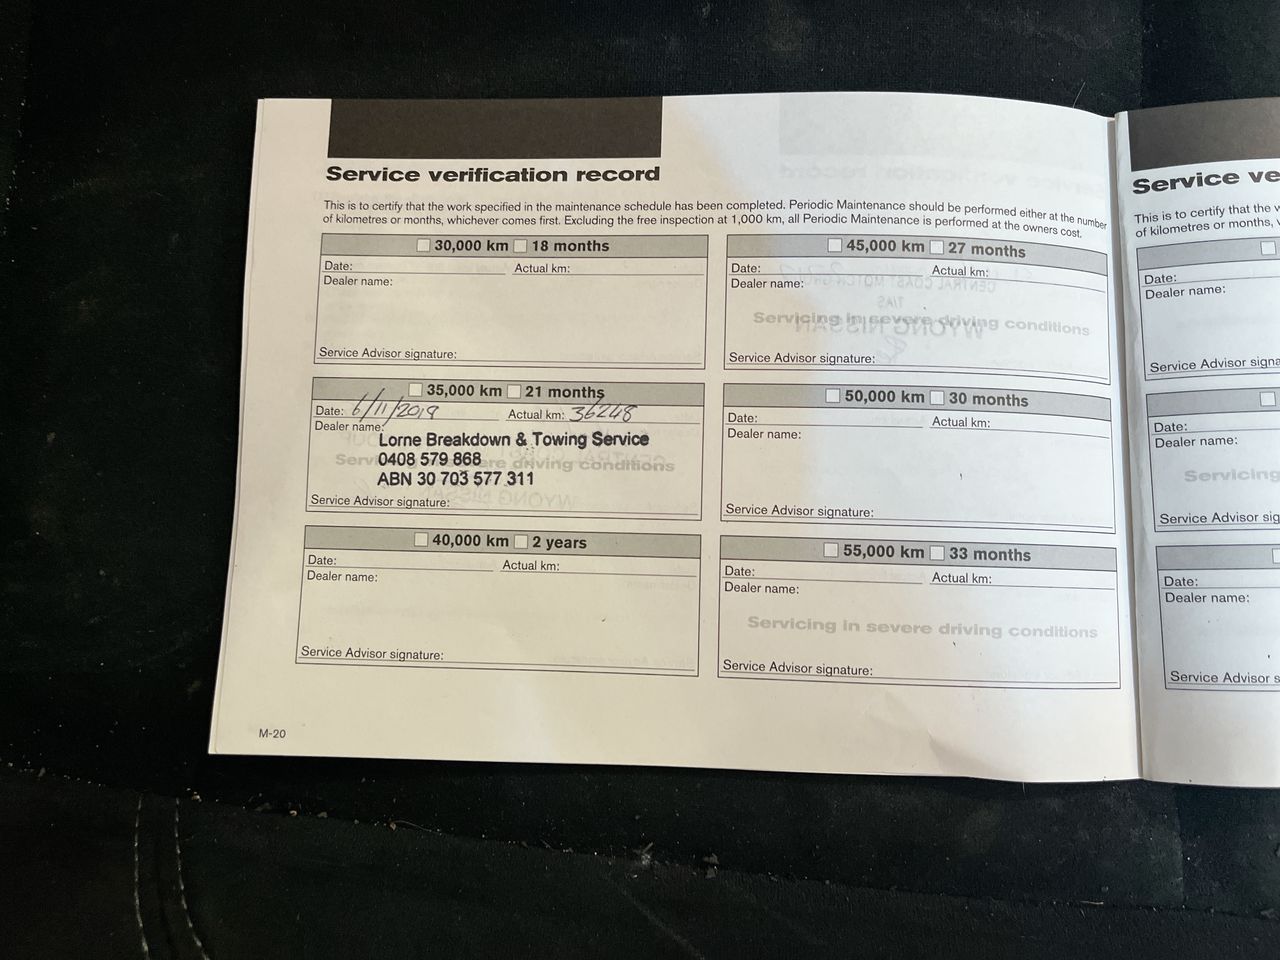 Service verification record
This is to certify that the work specified in the maintenance schedule has been completed. Periodic Maintenance should be performed either at the number
of kilometres or months, whichever comes first. Excluding the free inspection at 1,000 km, all Periodic Maintenance is performed at the owners cost.
30,000 km 18 months
Date: Actual km:
Dealer name:
Service Advisor signature:
35,000 km 21 months
Date: 6/11/2019 Actual km: 36248
Dealer name:
Lorne Breakdown & Towing Service
0408 579 868
Servicing in severe driving conditions
ABN 30 703 577 311
Service Advisor signature:
40,000 km 2 years
Date: Actual km:
Dealer name:
Service Advisor signature:
45,000 km 27 months
Date: Actual km:
Dealer name:
Servicing in severe driving conditions
Service Advisor signature:
50,000 km 30 months
Date: Actual km:
Dealer name:
Service Advisor signature:
55,000 km 33 months
Date: Actual km:
Dealer name:
Servicing in severe driving conditions
Service Advisor signature:
M-20
Service ve
This is to certify that the w
of kilometres or months,
Date:
Dealer name:
Service Advisor signa
Date:
Dealer name:
Servicing
Service Advisor sig
Date:
Dealer name:
Service Advisor s